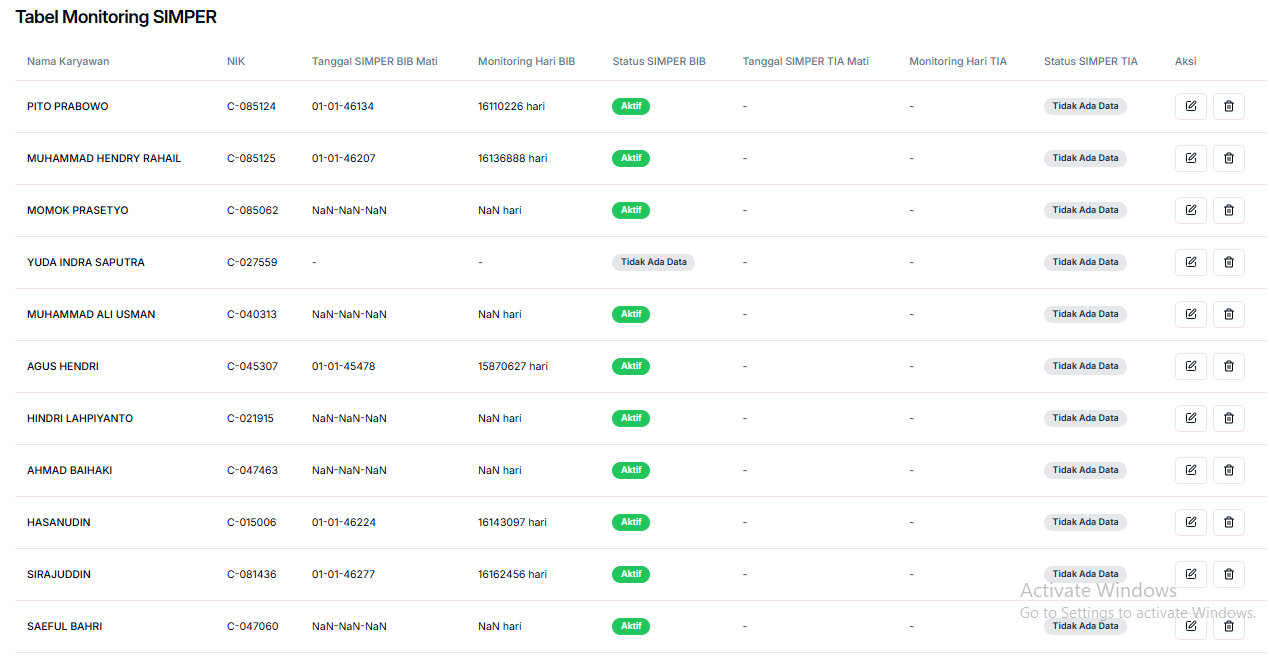 Tabel Monitoring SIMPER
Nama Karyawan NIK Tanggal SIMPER BIB Mati Monitoring Hari BIB Status SIMPER BIB Tanggal SIMPER TIA Mati Monitoring Hari TIA Status SIMPER TIA Aksi
PITO PRABOWO C-085124 01-01-46134 16110226 hari Aktif - - Tidak Ada Data
MUHAMMAD HENDRY RAHAIL C-085125 01-01-46207 16136888 hari Aktif - - Tidak Ada Data
MOMOK PRASETYO C-085062 NaN-NaN-NaN NaN hari Aktif - - Tidak Ada Data
YUDA INDRA SAPUTRA C-027559 - - Tidak Ada Data - - Tidak Ada Data
MUHAMMAD ALI USMAN C-040313 NaN-NaN-NaN NaN hari Aktif - - Tidak Ada Data
AGUS HENDRI C-045307 01-01-45478 15870627 hari Aktif - - Tidak Ada Data
HINDRI LAHPIYANTO C-021915 NaN-NaN-NaN NaN hari Aktif - - Tidak Ada Data
AHMAD BAIHAKI C-047463 NaN-NaN-NaN NaN hari Aktif - - Tidak Ada Data
HASANUDIN C-015006 01-01-46224 16143097 hari Aktif - - Tidak Ada Data
SIRAJUDDIN C-081436 01-01-46277 16162456 hari Aktif - - Tidak Ada Data
Activate Windows
Go to Settings to activate Windows.
SAEFUL BAHRI C-047060 NaN-NaN-NaN NaN hari Aktif - - Tidak Ada Data